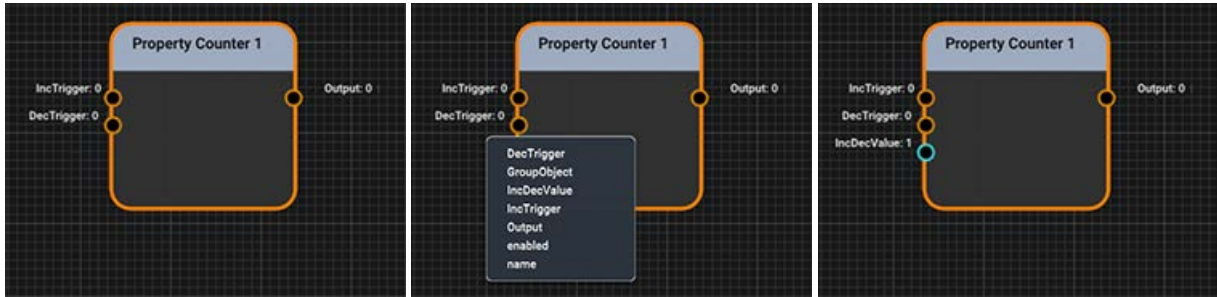 Property Counter 1
IncTrigger: 0
Output: 0
DecTrigger: 0
Property Counter 1
IncTrigger: 0
Output: 0
DecTrigger: 0
DecTrigger
GroupObject
IncDecValue
IncTrigger
Output
enabled
name
Property Counter 1
IncTrigger: 0
Output: 0
DecTrigger: 0
IncDecValue: 1